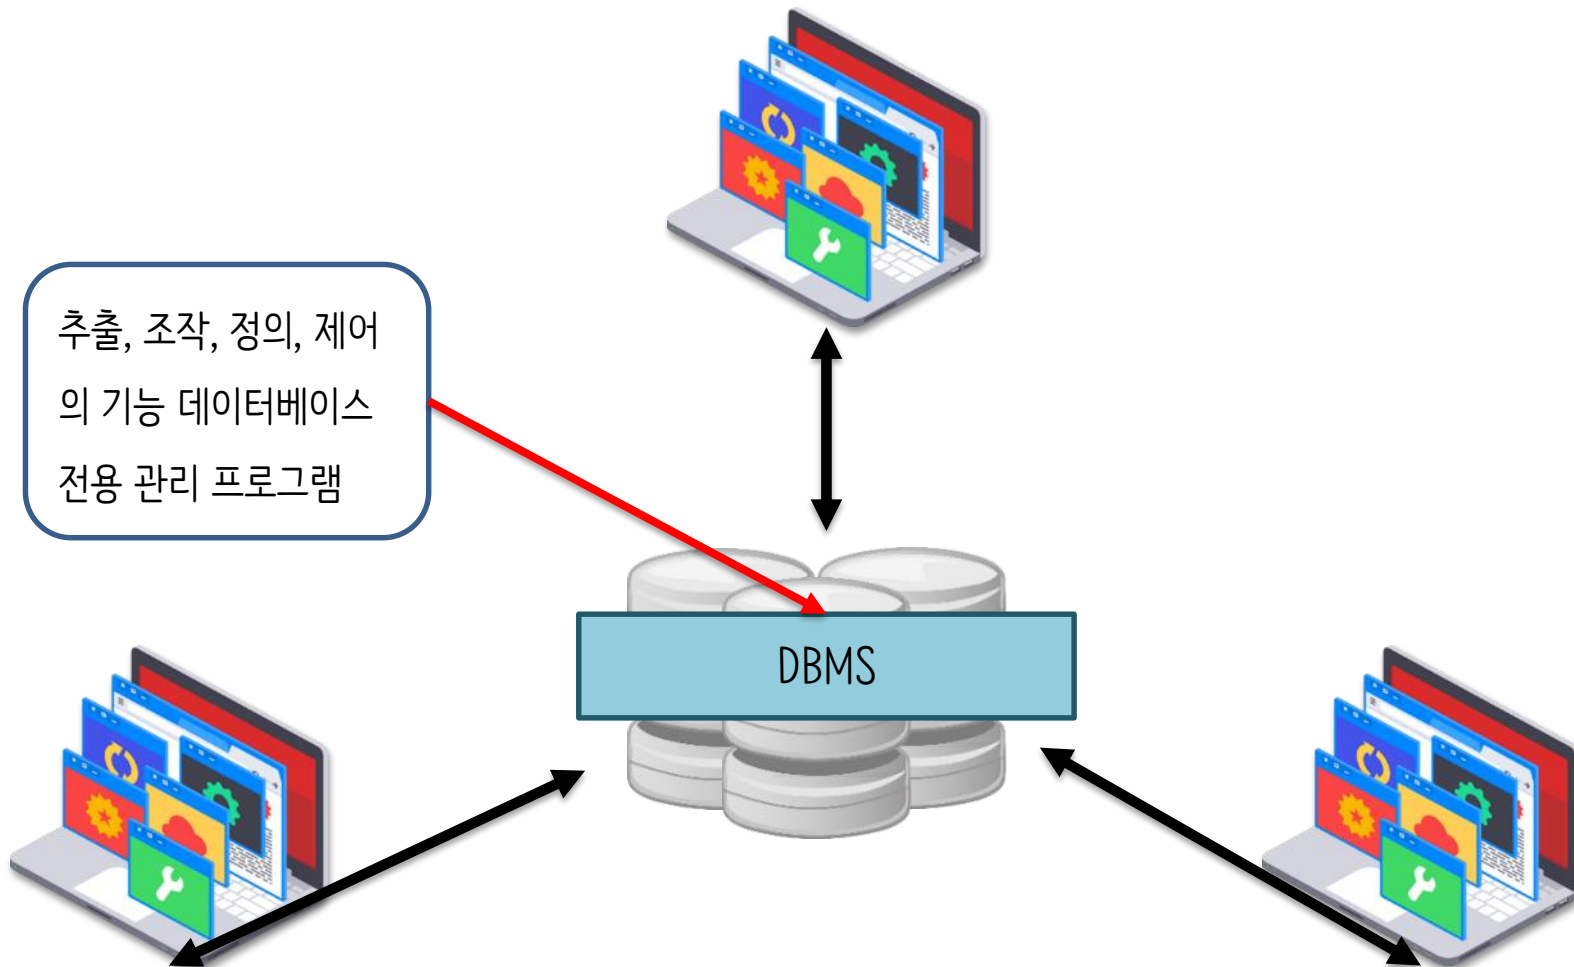 추출, 조작, 정의, 제어
의 기능 데이터베이스
전용 관리 프로그램
DBMS